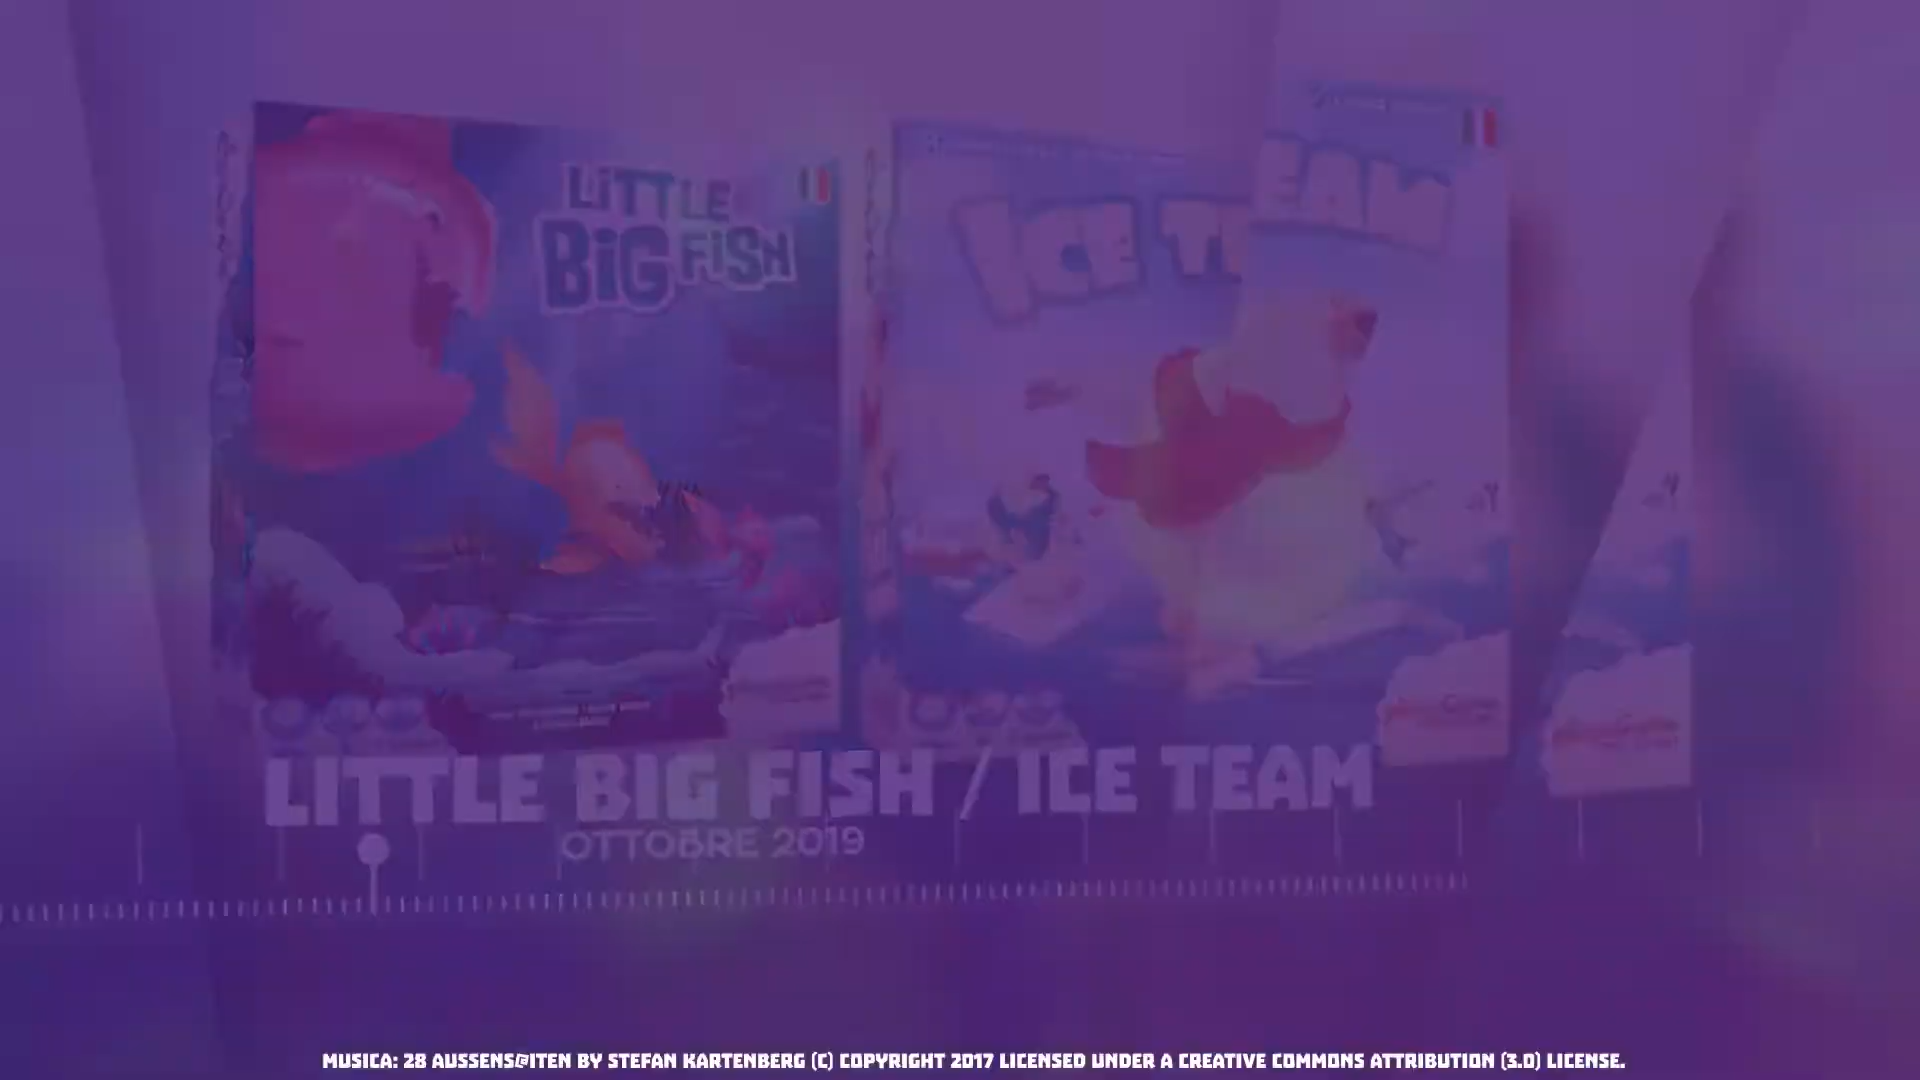 LITTLE
BIG FISH
ICE TEAM
LITTLE BIG FISH / ICE TEAM
OTTOBRE 2019
MUSICA: 28 AUSSENS@ITEN BY STEFAN KARTENBERG (C) COPYRIGHT 2017 LICENSED UNDER A CREATIVE COMMONS ATTRIBUTION (3.0) LICENSE.